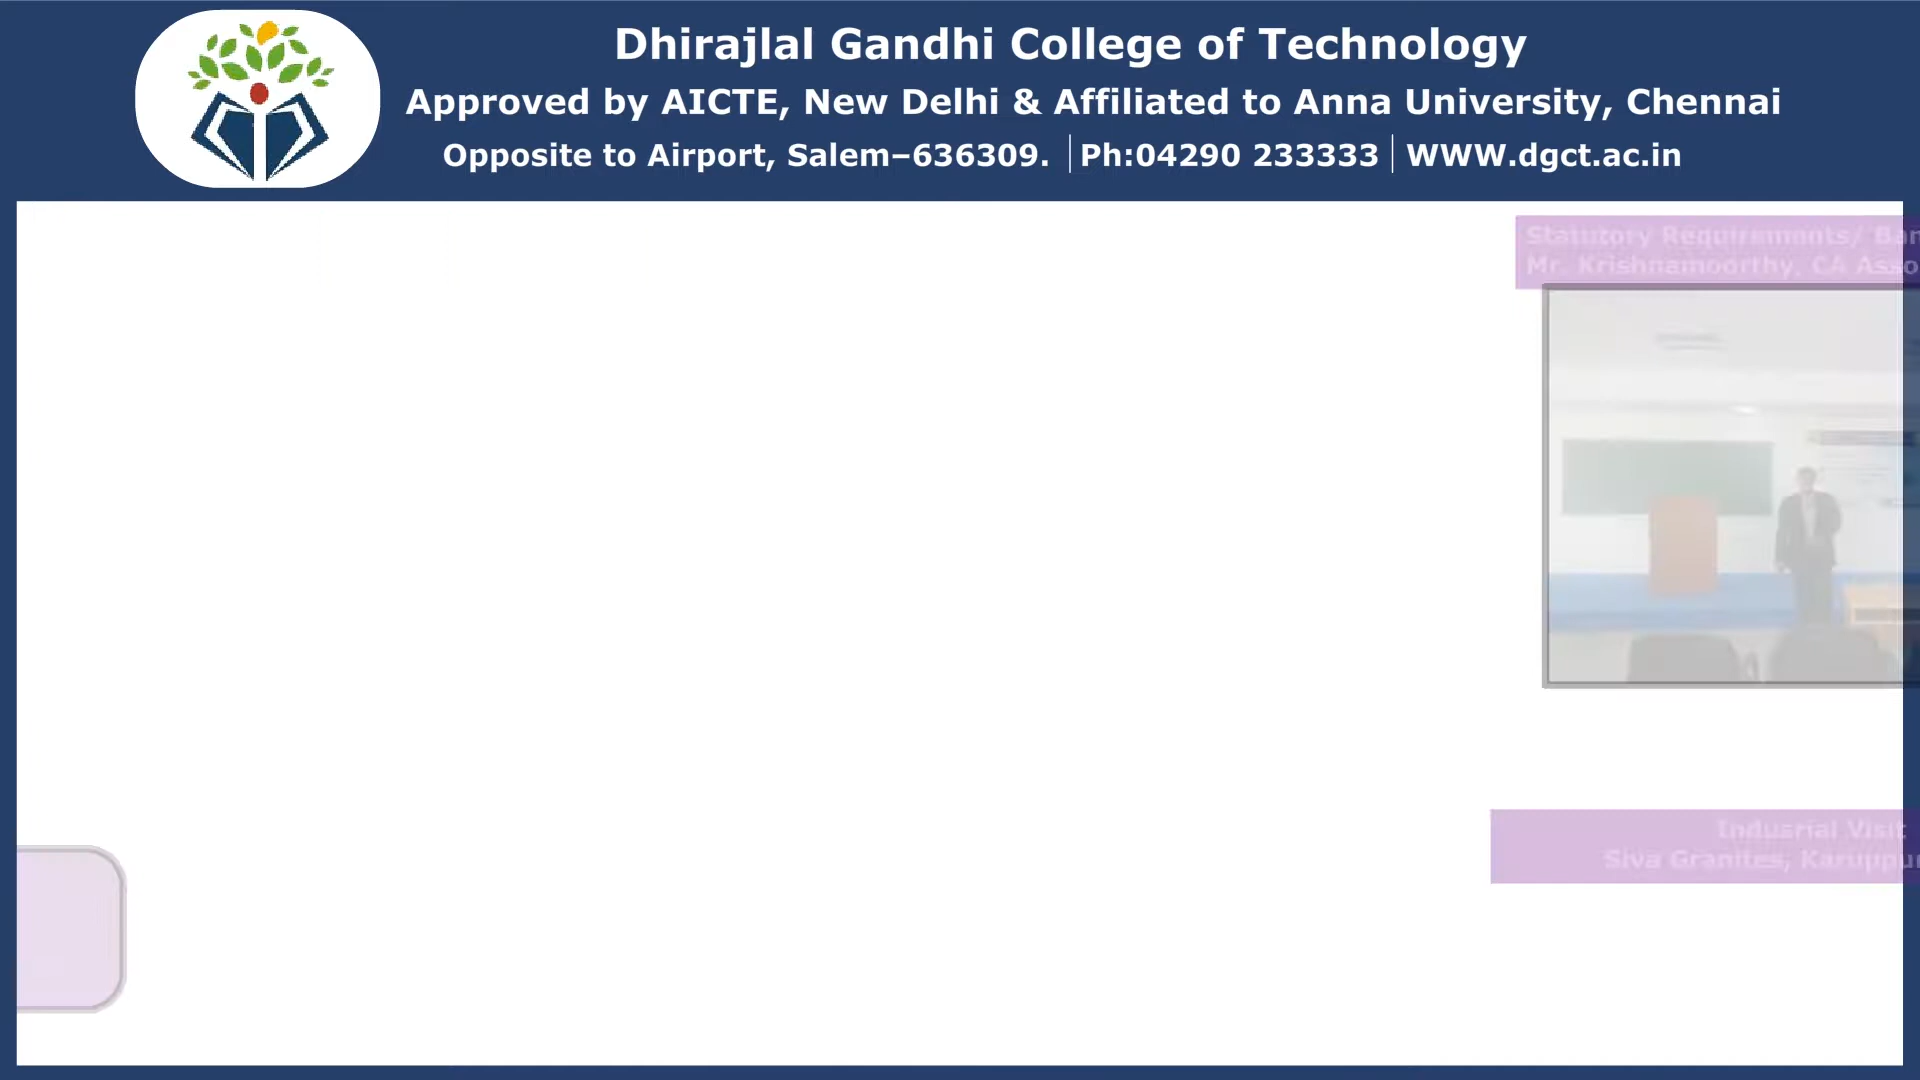 Dhirajlal Gandhi College of Technology
Approved by AICTE, New Delhi & Affiliated to Anna University, Chennai
Opposite to Airport, Salem–636309. Ph:04290 233333 WWW.dgct.ac.in
Statutory Requirements/
Mr. Krishnamoorthy, CA
Indusrial Visit
Siva Granites,